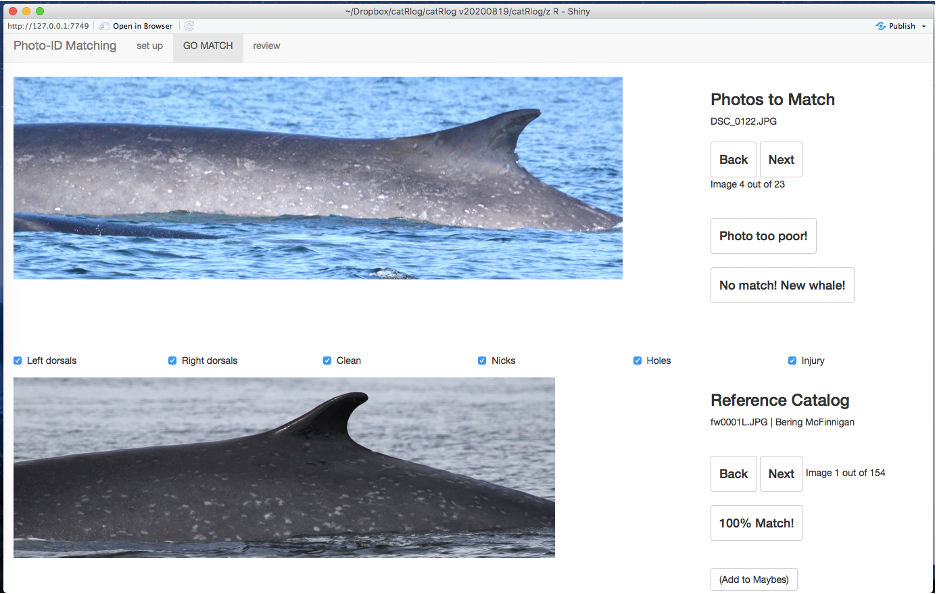 ~/Dropbox/catRlog/catRlog v20200819/catRlog/z R - Shiny
http://127.0.0.1:7749 Open in Browser Publish
Photo-ID Matching set up GO MATCH review
Photos to Match
DSC_0122.JPG
Back Next
Image 4 out of 23
Photo too poor!
No match! New whale!
Left dorsals Right dorsals Clean Nicks Holes Injury
Reference Catalog
fw0001L.JPG | Bering McFinnigan
Back Next Image 1 out of 154
100% Match!
(Add to Maybes)